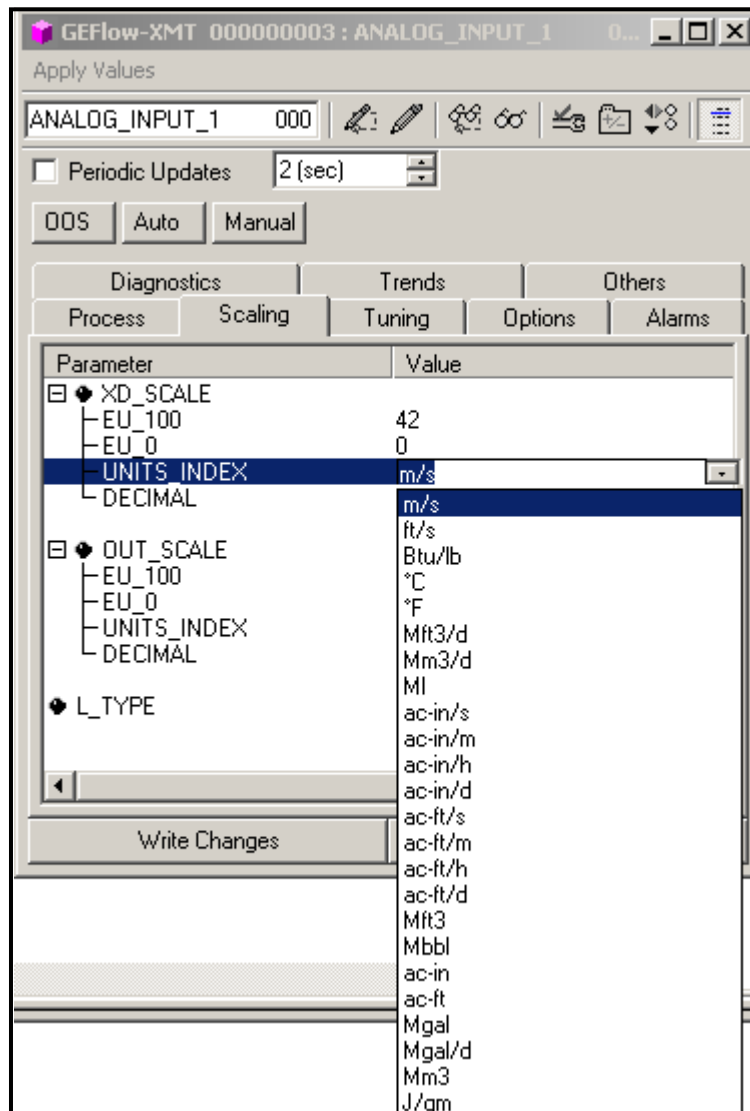 GEFlow-XMT 000000003 : ANALOG_INPUT_1 0...
Apply Values
ANALOG_INPUT_1 000
Periodic Updates 2 (sec)
OOS Auto Manual
Diagnostics Trends Others
Process Scaling Tuning Options Alarms
Parameter Value
XD_SCALE
EU_100 42
EU_0 0
UNITS_INDEX m/s
DECIMAL
OUT_SCALE
EU_100
EU_0
UNITS_INDEX
DECIMAL
L_TYPE
m/s
ft/s
Btu/lb
°C
°F
Mft3/d
Mm3/d
Ml
ac-in/s
ac-in/m
ac-in/h
ac-in/d
ac-ft/s
ac-ft/m
ac-ft/h
ac-ft/d
Mft3
Mbbl
ac-in
ac-ft
Mgal
Mgal/d
Mm3
J/gm
Write Changes